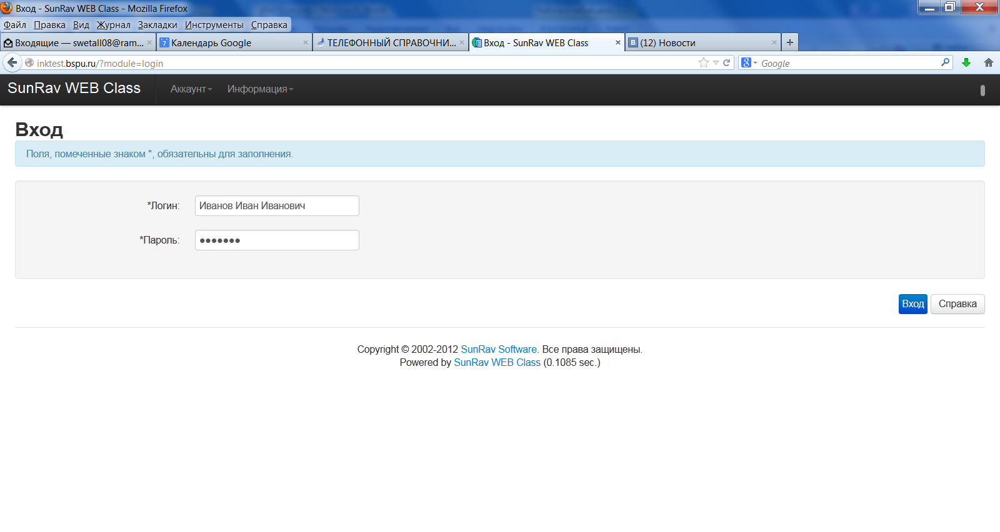 Вход - SunRav WEB Class - Mozilla Firefox
Файл Правка Вид Журнал Закладки Инструменты Справка
Входящие — swetall08@ram... Календарь Google ТЕЛЕФОННЫЙ СПРАВОЧНИ... Вход - SunRav WEB Class (12) Новости
inktest.bspu.ru/?module=login Google
SunRav WEB Class Аккаунт Информация
Вход
Поля, помеченные знаком *, обязательны для заполнения.
*Логин: Иванов Иван Иванович
*Пароль: •••••••
Вход Справка
Copyright © 2002-2012 SunRav Software. Все права защищены.
Powered by SunRav WEB Class (0.1085 sec.)